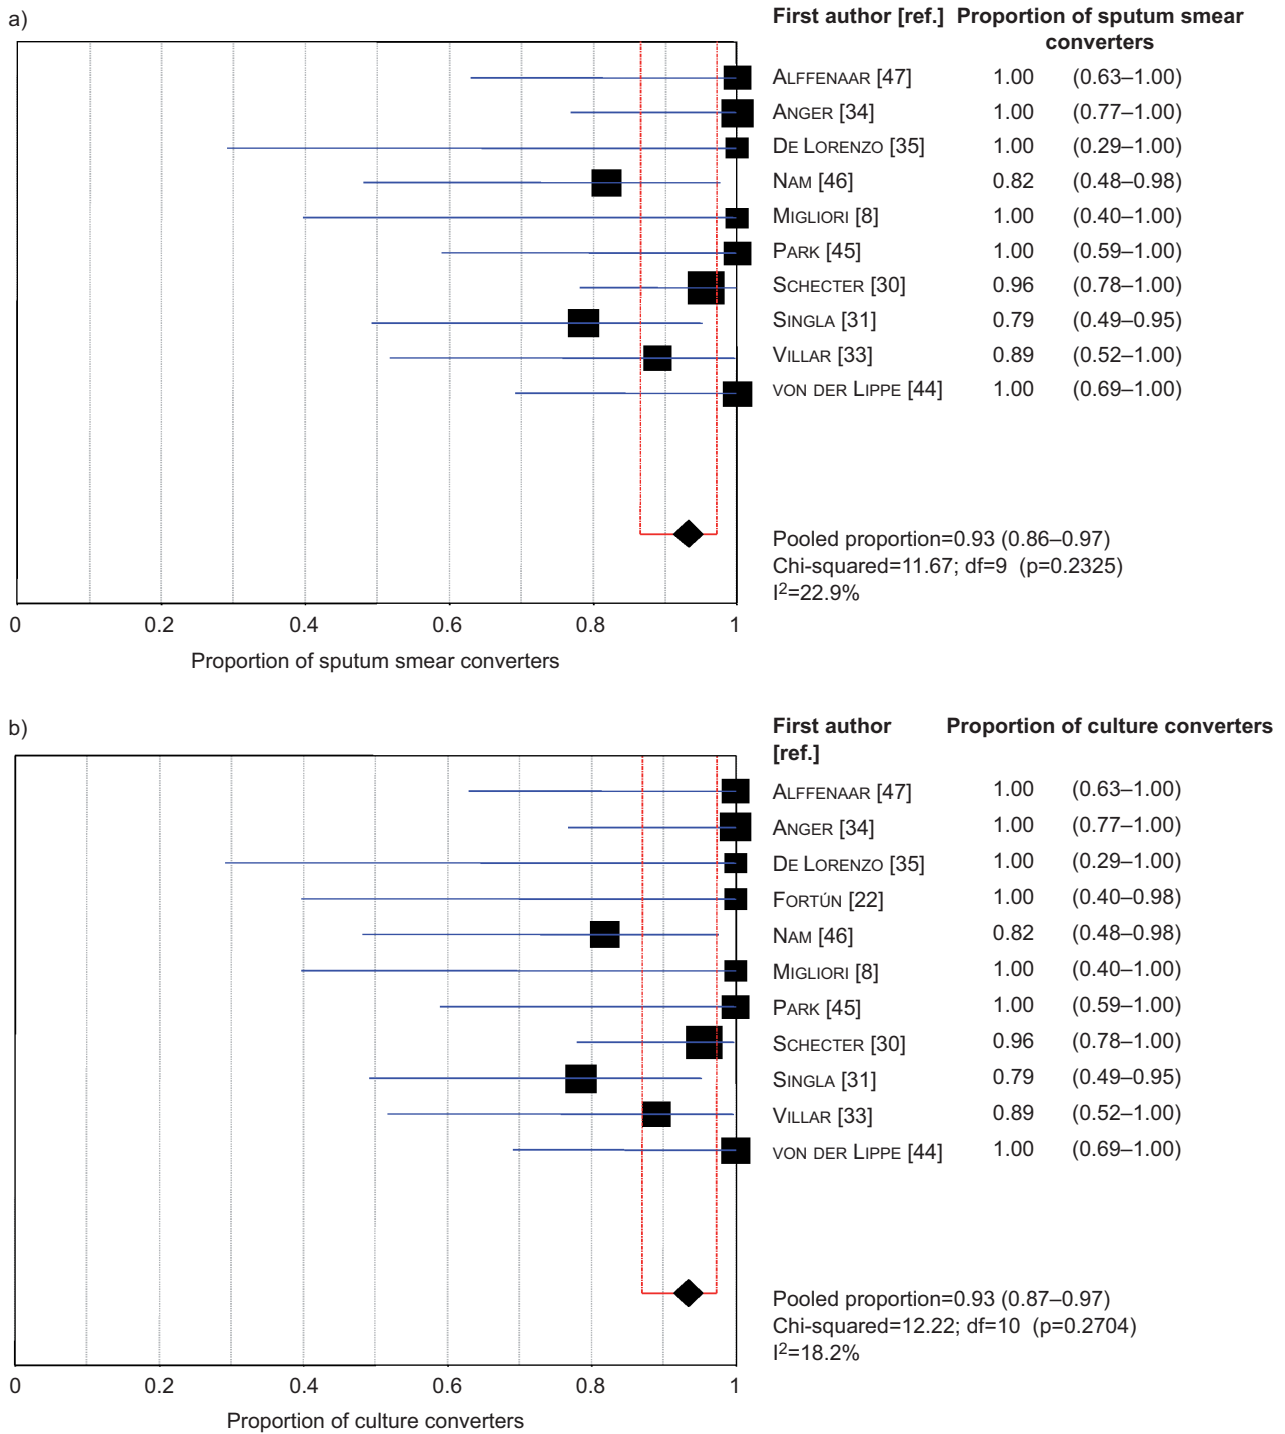 a)
First author [ref.] Proportion of sputum smear
converters
ALFFENAAR [47] 1.00 (0.63–1.00)
ANGER [34] 1.00 (0.77–1.00)
DE LORENZO [35] 1.00 (0.29–1.00)
NAM [46] 0.82 (0.48–0.98)
MIGLIORI [8] 1.00 (0.40–1.00)
PARK [45] 1.00 (0.59–1.00)
SCHECTER [30] 0.96 (0.78–1.00)
SINGLA [31] 0.79 (0.49–0.95)
VILLAR [33] 0.89 (0.52–1.00)
VON DER LIPPE [44] 1.00 (0.69–1.00)
Pooled proportion=0.93 (0.86–0.97)
Chi-squared=11.67; df=9 (p=0.2325)
I²=22.9%
0 0.2 0.4 0.6 0.8 1
Proportion of sputum smear converters
b)
First author Proportion of culture converters
[ref.]
ALFFENAAR [47] 1.00 (0.63–1.00)
ANGER [34] 1.00 (0.77–1.00)
DE LORENZO [35] 1.00 (0.29–1.00)
FORTÚN [22] 1.00 (0.40–0.98)
NAM [46] 0.82 (0.48–0.98)
MIGLIORI [8] 1.00 (0.40–1.00)
PARK [45] 1.00 (0.59–1.00)
SCHECTER [30] 0.96 (0.78–1.00)
SINGLA [31] 0.79 (0.49–0.95)
VILLAR [33] 0.89 (0.52–1.00)
VON DER LIPPE [44] 1.00 (0.69–1.00)
Pooled proportion=0.93 (0.87–0.97)
Chi-squared=12.22; df=10 (p=0.2704)
I²=18.2%
0 0.2 0.4 0.6 0.8 1
Proportion of culture converters